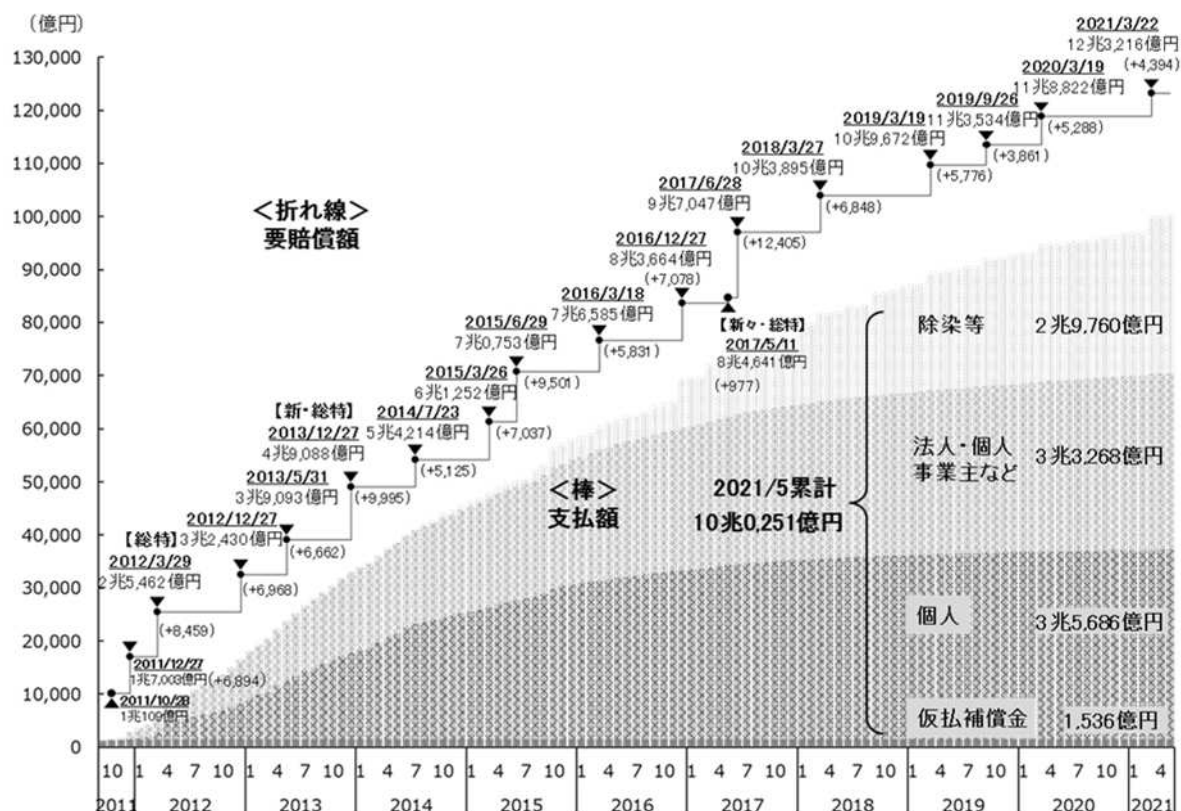 (億円)
130,000
120,000
110,000
100,000
90,000
80,000
70,000
60,000
50,000
40,000
30,000
20,000
10,000
0
<折れ線>
要賠償額
2021/3/22
12兆3,216億円
(+4,394)
2020/3/19
11兆8,822億円
(+5,288)
2019/9/26
11兆3,534億円
(+3,861)
2019/3/19
10兆9,672億円
(+5,776)
2018/3/27
10兆3,895億円
(+6,848)
2017/6/28
9兆7,047億円
(+12,405)
2016/12/27
8兆3,664億円
(+7,078)
【新々・総特】
2017/5/11
8兆4,641億円
(+977)
2016/3/18
7兆6,585億円
(+5,831)
2015/6/29
7兆0,753億円
(+9,501)
2015/3/26
6兆1,252億円
(+7,037)
2014/7/23
5兆4,214億円
(+5,125)
【新・総特】
2013/12/27
4兆9,088億円
(+9,995)
2013/5/31
3兆9,093億円
(+6,662)
2012/12/27
3兆2,430億円
(+6,968)
【総特】
2012/3/29
2兆5,462億円
(+8,459)
2011/12/27
1兆7,003億円(+6,894)
2011/10/28
1兆109億円
<棒>
支払額
2021/5累計
10兆0,251億円
除染等 2兆9,760億円
法人・個人
事業主など
3兆3,268億円
個人 3兆5,686億円
仮払補償金 1,536億円
10 1 4 7 10 1 4 7 10 1 4 7 10 1 4 7 10 1 4 7 10 1 4 7 10 1 4 7 10 1 4 7 10 1 4 7 10 1 4
2011 2012 2013 2014 2015 2016 2017 2018 2019 2020 2021